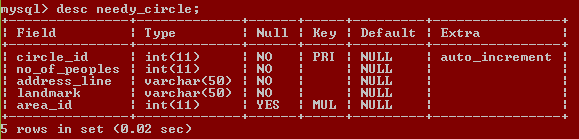 mysql> desc needy_circle;
+---------------+-------------+------+-----+---------+----------------+
| Field         | Type        | Null | Key | Default | Extra          |
+---------------+-------------+------+-----+---------+----------------+
| circle_id     | int(11)     | NO   | PRI | NULL    | auto_increment |
| no_of_peoples | int(11)     | NO   |     | NULL    |                |
| address_line  | varchar(50) | NO   |     | NULL    |                |
| landmark      | varchar(50) | NO   |     | NULL    |                |
| area_id       | int(11)     | YES  | MUL | NULL    |                |
+---------------+-------------+------+-----+---------+----------------+
5 rows in set (0.02 sec)